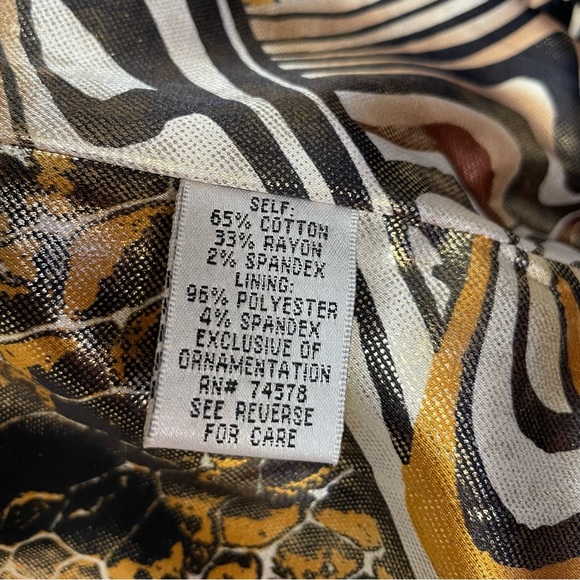 SELF:
65% COTTON
33% RAYON
2% SPANDEX
LINING:
96% POLYESTER
4% SPANDEX
EXCLUSIVE OF
ORNAMENTATION
RN# 74578
SEE REVERSE
FOR CARE